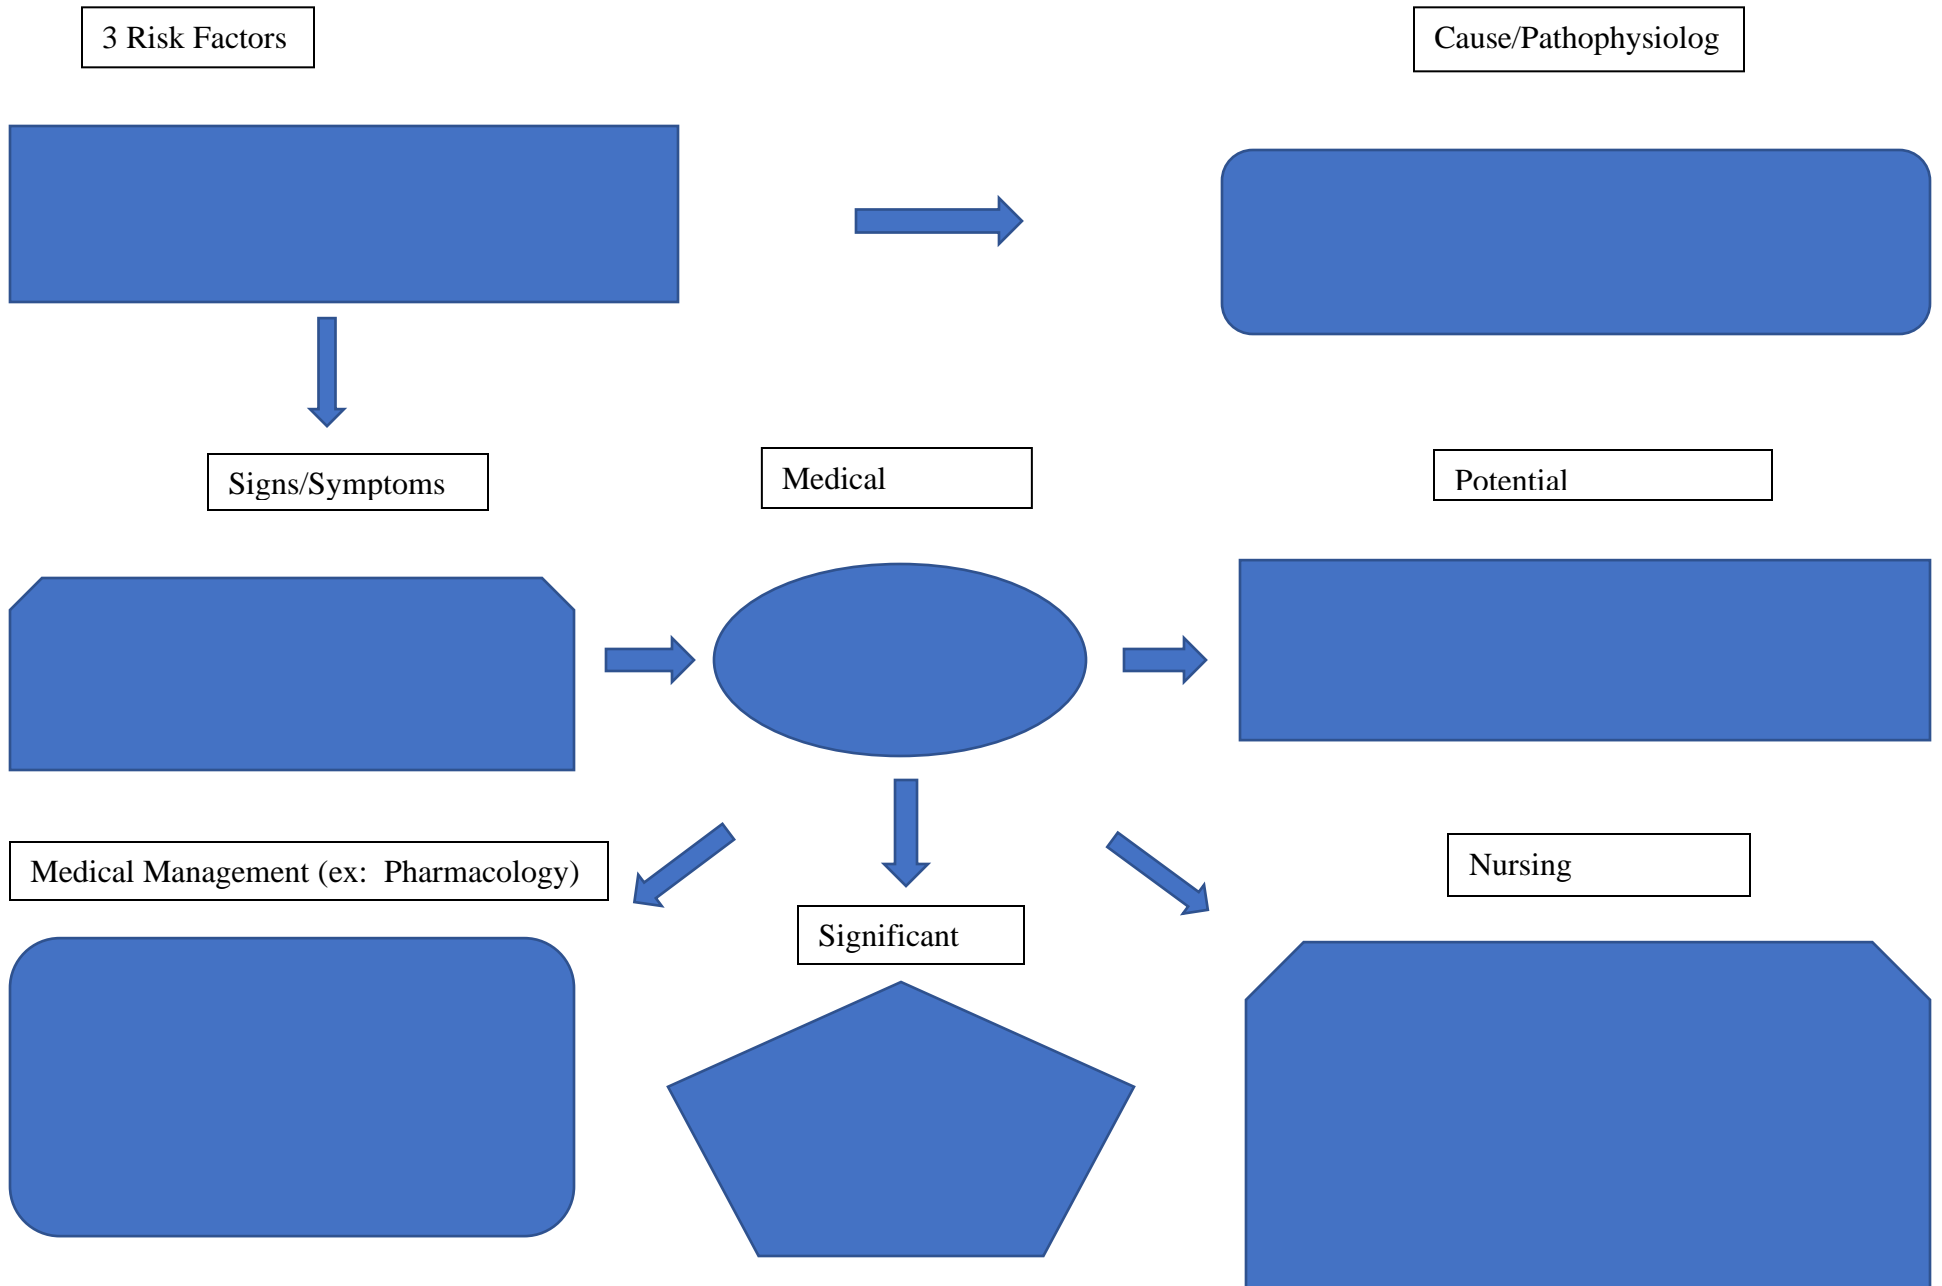 3 Risk Factors
Cause/Pathophysiolog
Signs/Symptoms
Medical
Potential
Medical Management (ex:  Pharmacology)
Nursing
Significant